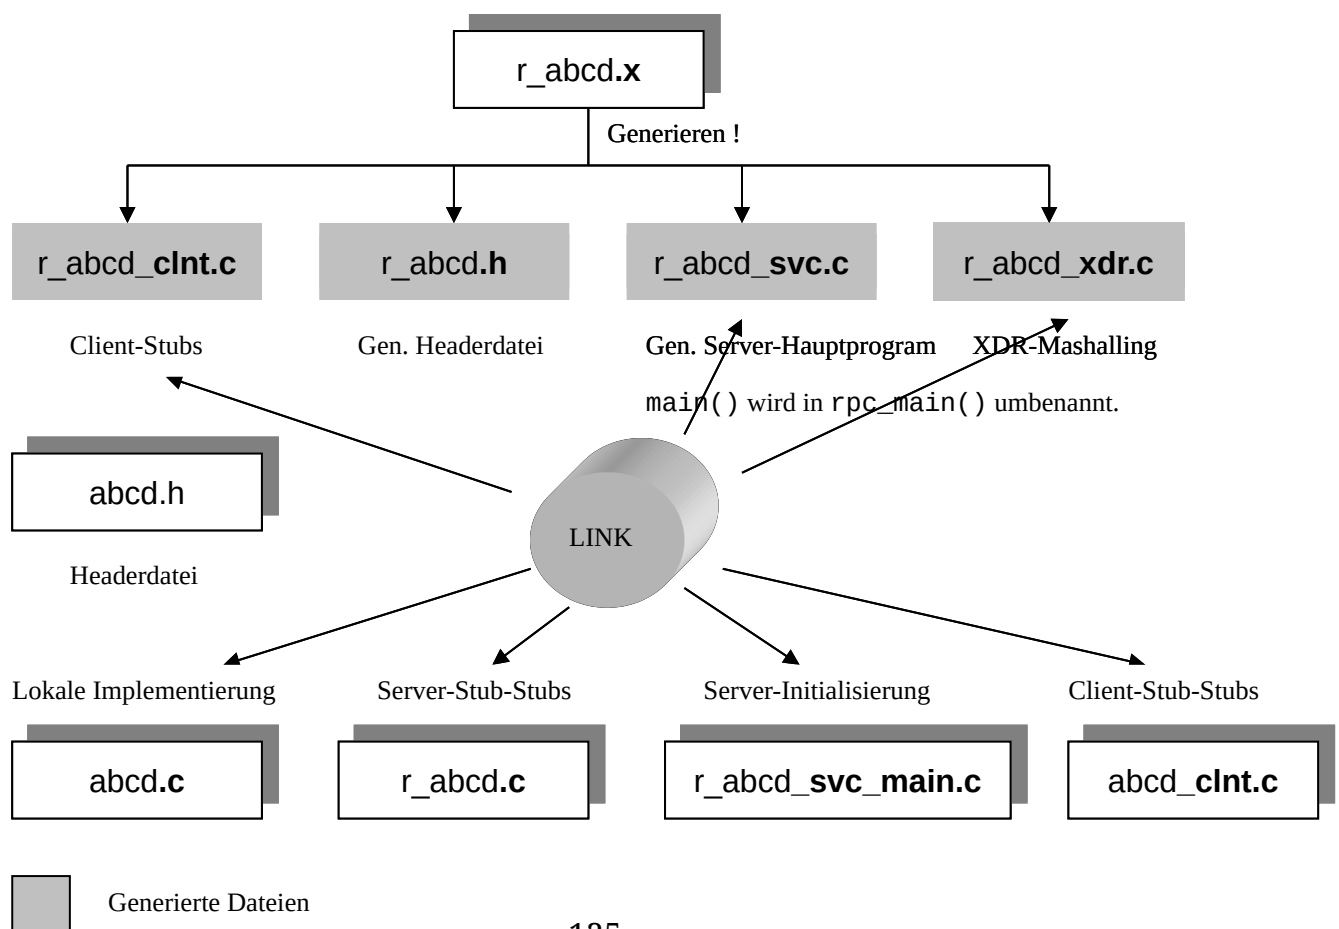 r_abcd.x
Generieren !
r_abcd_clnt.c
r_abcd.h
r_abcd_svc.c
r_abcd_xdr.c
Client-Stubs
Gen. Headerdatei
Gen. Server-Hauptprogram
XDR-Mashalling
main() wird in rpc_main() umbenannt.
abcd.h
LINK
Headerdatei
Lokale Implementierung
Server-Stub-Stubs
Server-Initialisierung
Client-Stub-Stubs
abcd.c
r_abcd.c
r_abcd_svc_main.c
abcd_clnt.c
Generierte Dateien